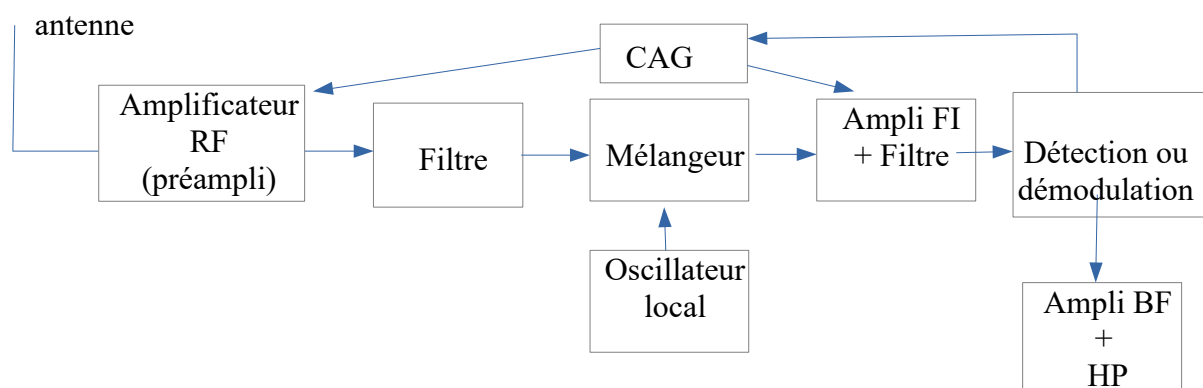 antenne
CAG
Amplificateur
RF
(préampli)
Filtre
Mélangeur
Ampli FI
+ Filtre
Détection ou
démodulation
Oscillateur
local
Ampli BF
+
HP